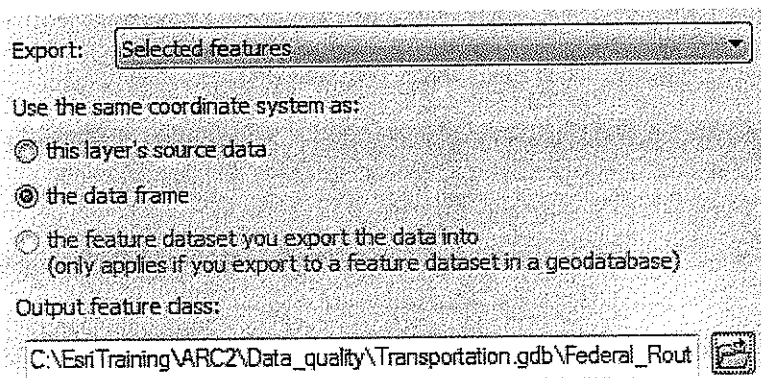 Export: Selected features
Use the same coordinate system as:
this layer's source data
the data frame
the feature dataset you export the data into
(only applies if you export to a feature dataset in a geodatabase)
Output feature class:
C:\EsriTraining\ARC2\Data_quality\Transportation.gdb\Federal_Rout